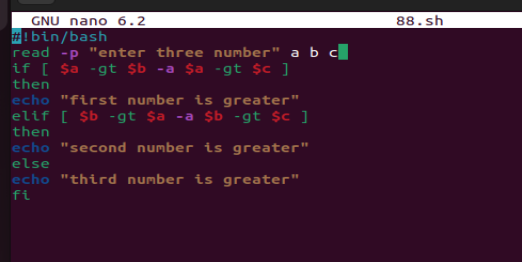 GNU nano 6.2 88.sh
#!bin/bash
read -p "enter three number" a b c
if [ $a -gt $b -a $a -gt $c ]
then
echo "first number is greater"
elif [ $b -gt $a -a $b -gt $c ]
then
echo "second number is greater"
else
echo "third number is greater"
fi